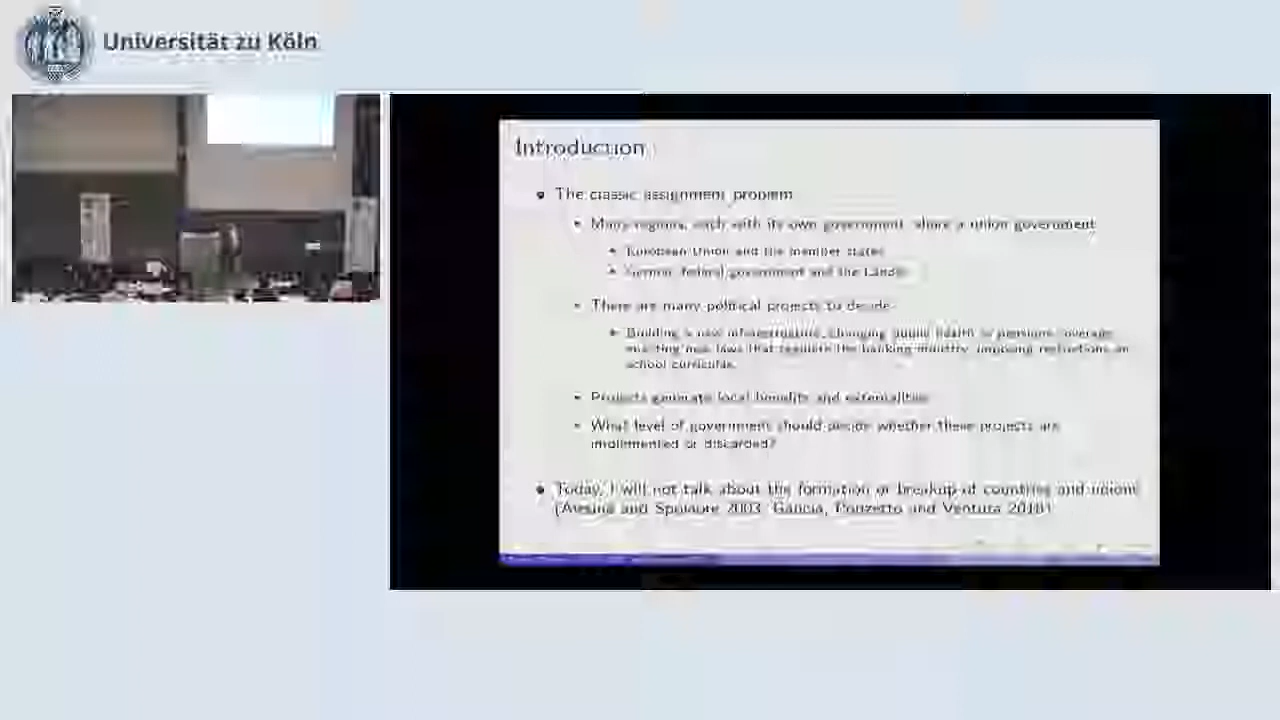 Universität zu Köln
Introduction
The classic assignment problem
Many regions, each with its own government, share a union government
European Union and the member states
federal government and the Länder
There are many political projects to decide
Building a new infrastructure, changing public health or pensions coverage,
enacting new laws that regulate the banking industry, imposing restrictions on
school curricula.
Projects generate local benefits and externalities
What level of government should decide whether these projects are
implemented or discarded?
Today, I will not talk about the formation or breakup of countries and unions
(Alesina and Spolaore 2003, Gancia, Ponzetto and Ventura 2018)